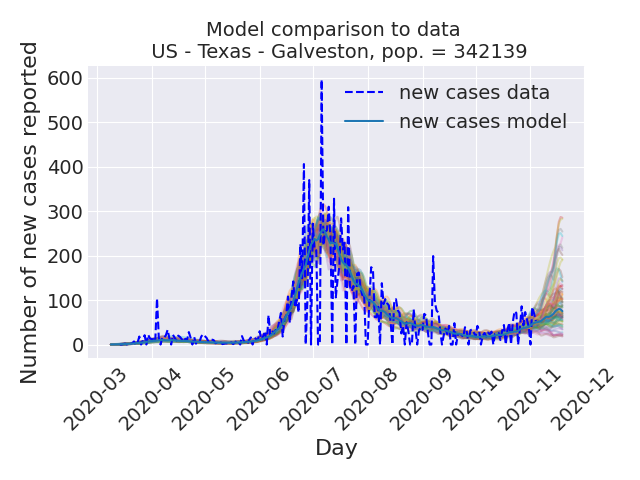 Model comparison to data
US - Texas - Galveston, pop. = 342139
Number of new cases reported
600
500
400
300
200
100
0
new cases data
new cases model
2020-03
2020-04
2020-05
2020-06
2020-07
2020-08
2020-09
2020-10
2020-11
2020-12
Day